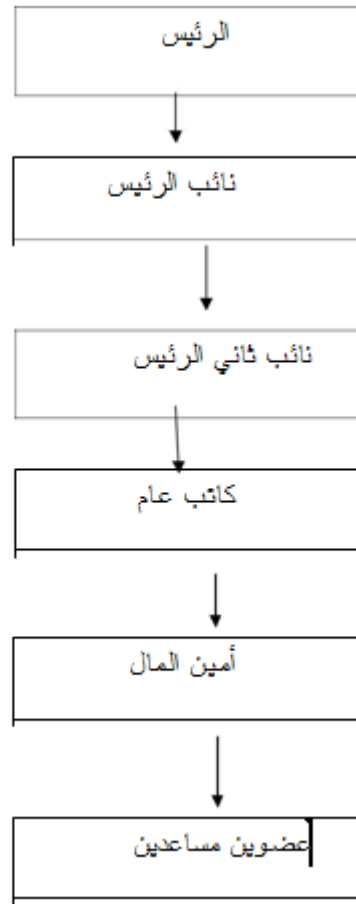 الرئيس
نائب الرئيس
نائب ثاني الرئيس
كاتب عام
أمين المال
عضوين مساعدين